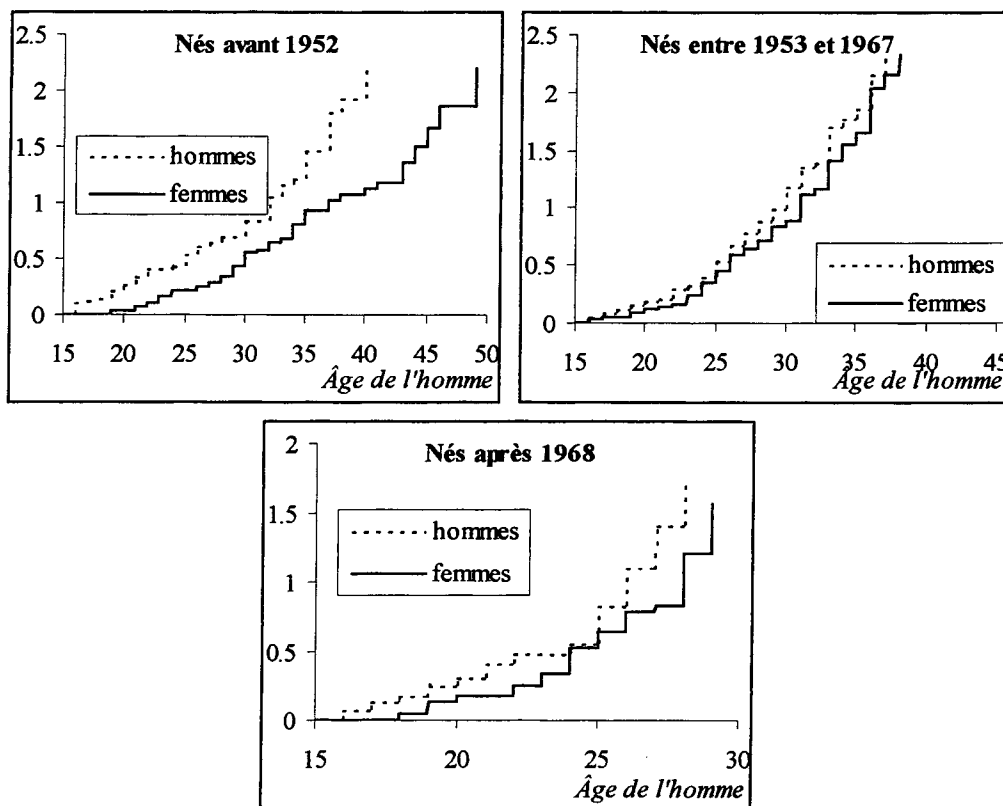 Nés avant 1952
2.5
2
1.5
1
0.5
0
hommes
femmes
15 20 25 30 35 40 45 50
Âge de l'homme
Nés entre 1953 et 1967
2.5
2
1.5
1
0.5
0
hommes
femmes
15 20 25 30 35 40 45
Âge de l'homme
Nés après 1968
2
1.5
1
0.5
0
hommes
femmes
15 20 25 30
Âge de l'homme